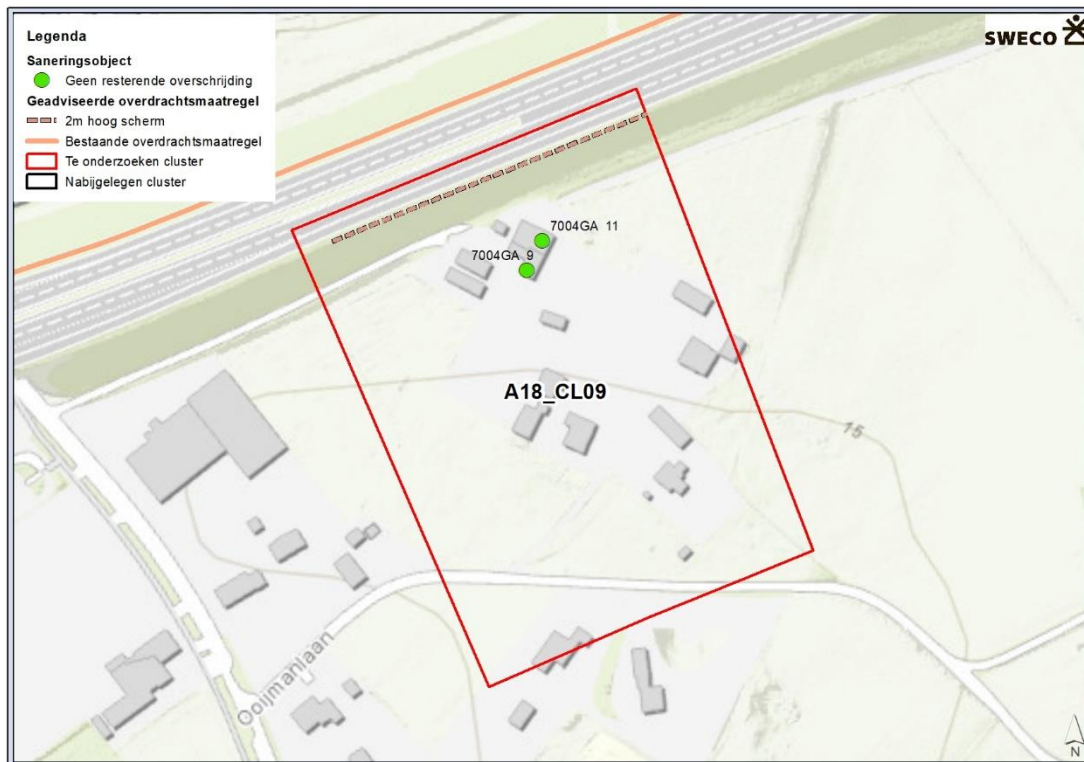 Legenda
SWECO
Saneringsobject
Geen resterende overschrijding
Geadviseerde overdrachtsmaatregel
2m hoog scherm
Bestaande overdrachtsmaatregel
Te onderzoeken cluster
Nabijgelegen cluster
7004GA 11
7004GA 9
A18_CL09
15
Ooijmanlaan
N